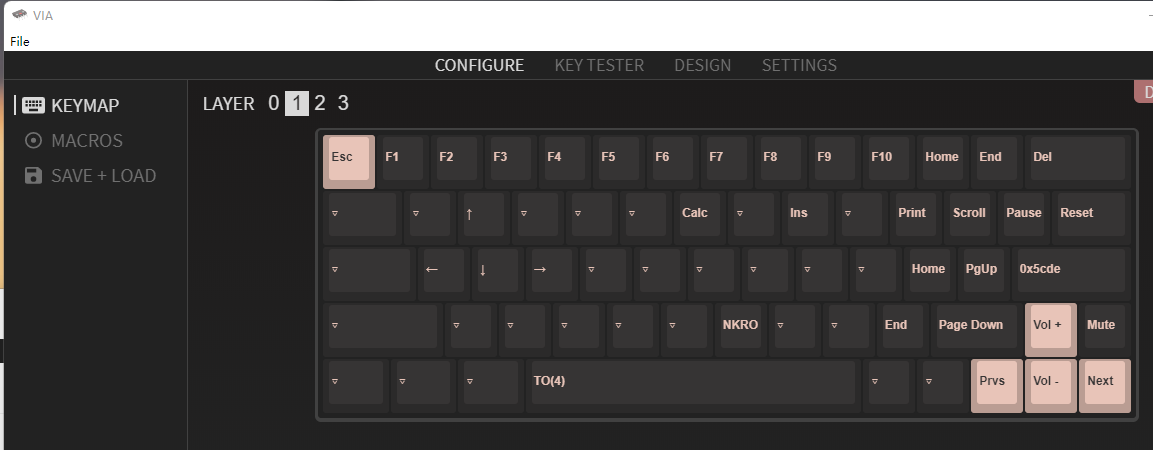 VIA
File
CONFIGURE KEY TESTER DESIGN SETTINGS
KEYMAP
MACROS
SAVE + LOAD
LAYER 0 1 2 3
D
Esc F1 F2 F3 F4 F5 F6 F7 F8 F9 F10 Home End Del
▿ ▿ ↑ ▿ ▿ ▿ Calc ▿ Ins ▿ Print Scroll Pause Reset
▿ ← ↓ → ▿ ▿ ▿ ▿ ▿ ▿ Home PgUp 0x5cde
▿ ▿ ▿ ▿ ▿ ▿ NKRO ▿ ▿ End Page Down Vol + Mute
▿ ▿ ▿ TO(4) ▿ ▿ Prvs Vol - Next